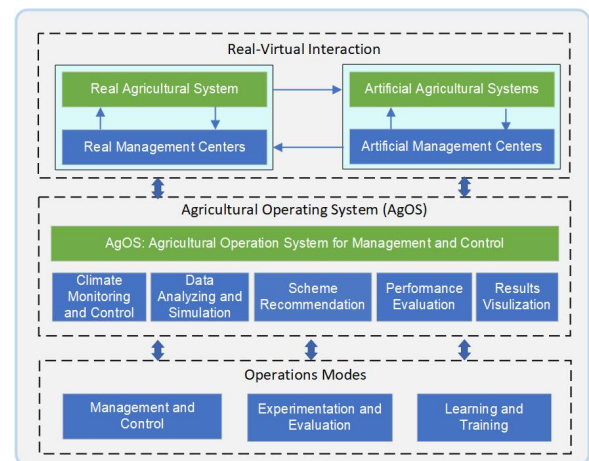 Real-Virtual Interaction
Real Agricultural System
Artificial Agricultural Systems
Real Management Centers
Artificial Management Centers
Agricultural Operating System (AgOS)
AgOS: Agricultural Operation System for Management and Control
Climate
Monitoring
and Control
Data
Analyzing and
Simulation
Scheme
Recommendation
Performance
Evaluation
Results
Visulization
Operations Modes
Management and
Control
Experimentation and
Evaluation
Learning and
Training